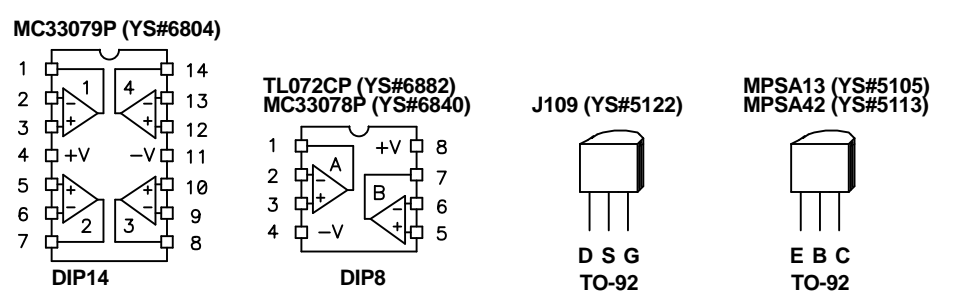 MC33079P (YS#6804)
1 14
2 1 4 13
3 12
4 +V -V 11
5 10
6 9
7 2 3 8
DIP14
TL072CP (YS#6882)
MC33078P (YS#6840)
1 +V 8
2 A 7
3 B 6
4 -V 5
DIP8
J109 (YS#5122)
D S G
TO-92
MPSA13 (YS#5105)
MPSA42 (YS#5113)
E B C
TO-92